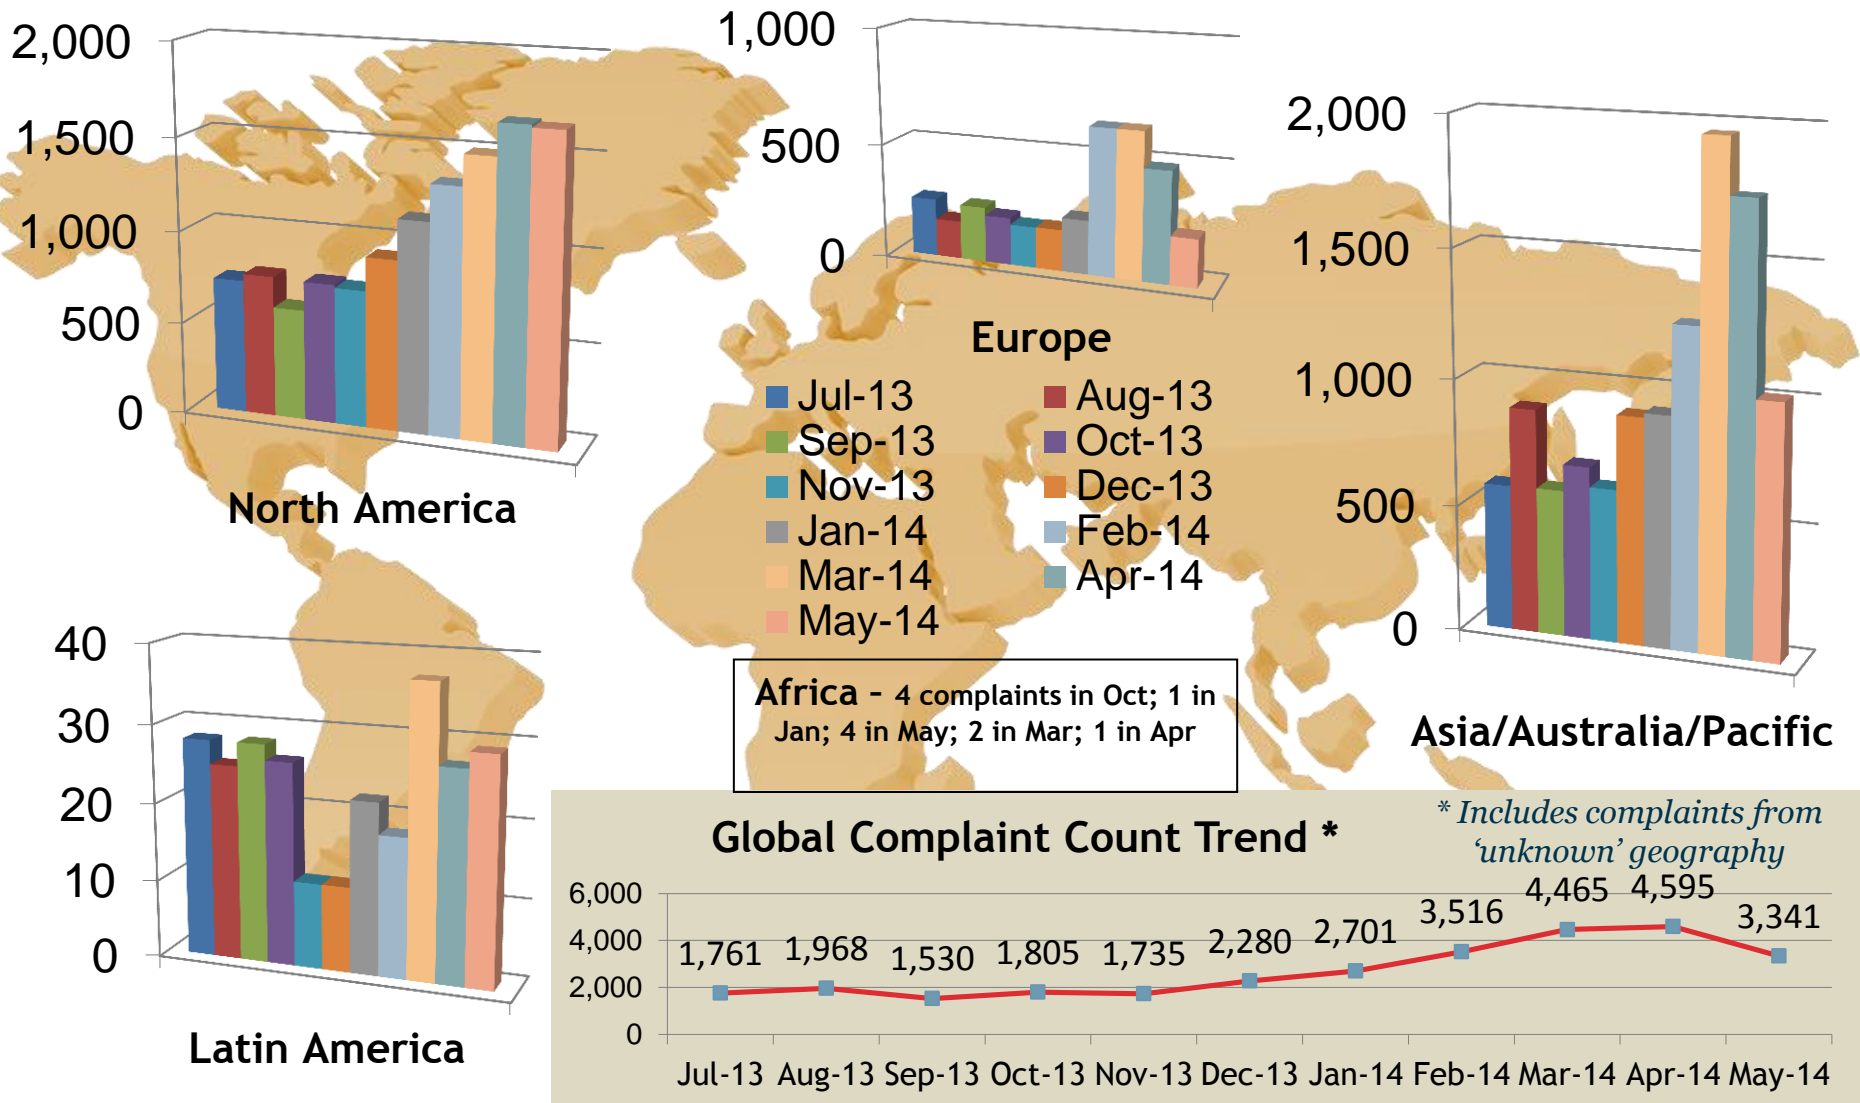 2,000
1,500
1,000
500
0
North America
1,000
500
0
Europe
2,000
1,500
1,000
500
0
Asia/Australia/Pacific
Jul-13 Aug-13
Sep-13 Oct-13
Nov-13 Dec-13
Jan-14 Feb-14
Mar-14 Apr-14
May-14
40
30
20
10
0
Latin America
Africa – 4 complaints in Oct; 1 in
Jan; 4 in May; 2 in Mar; 1 in Apr
Global Complaint Count Trend *
* Includes complaints from
‘unknown’ geography
6,000
4,000
2,000
0
1,761 1,968 1,530 1,805 1,735 2,280 2,701 3,516 4,465 4,595 3,341
Jul-13 Aug-13 Sep-13 Oct-13 Nov-13 Dec-13 Jan-14 Feb-14 Mar-14 Apr-14 May-14